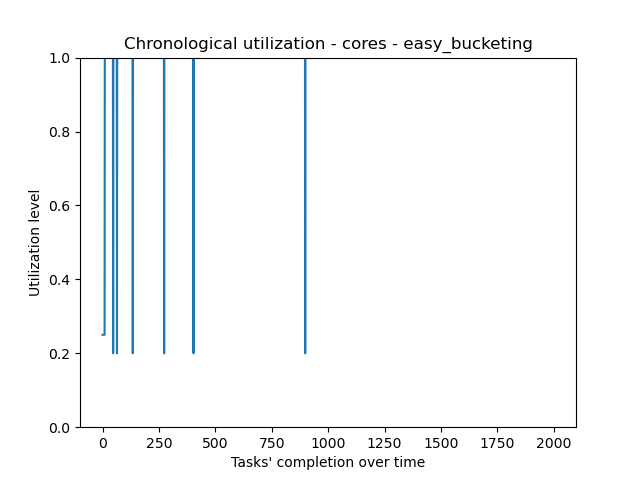 Chronological utilization - cores - easy_bucketing
1.0
0.8
0.6
0.4
0.2
0.0
Utilization level
0 250 500 750 1000 1250 1500 1750 2000
Tasks' completion over time